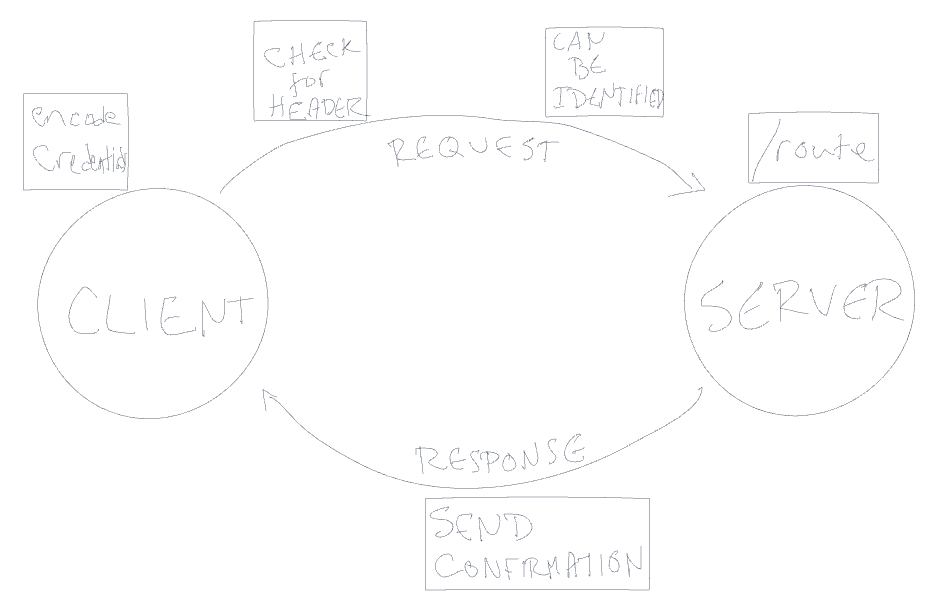 CHECK
for
HEADER
CAN
BE
IDENTIFIED
encode
Credentials
REQUEST
/route
CLIENT
SERVER
RESPONSE
SEND
CONFIRMATION